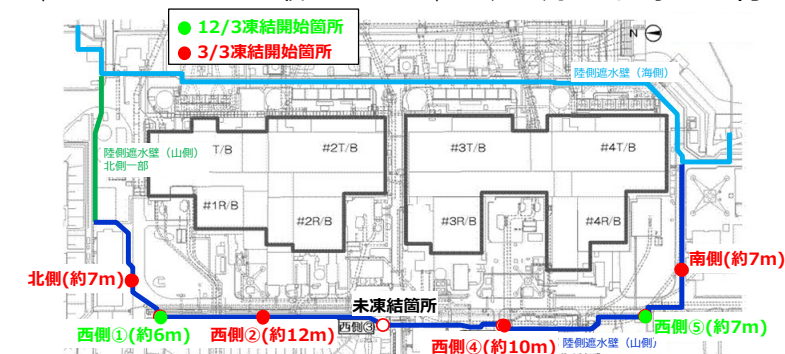 ● 12/3凍結開始箇所
● 3/3凍結開始箇所
N
陸側遮水壁（海側）
陸側遮水壁（山側）
北側一部
T/B
#2T/B
#3T/B
#4T/B
#1R/B
#2R/B
#3R/B
#4R/B
北側(約7m)
南側(約7m)
未凍結箇所
西側①(約6m)
西側②(約12m)
西側③
西側④(約10m)
陸側遮水壁（山側）
西側⑤(約7m)